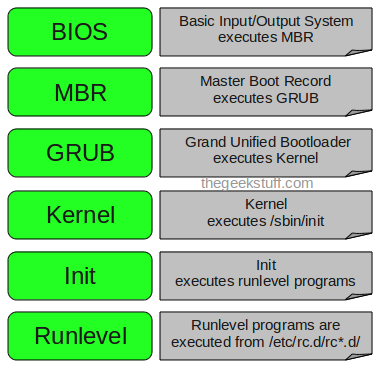 BIOS
Basic Input/Output System
executes MBR
MBR
Master Boot Record
executes GRUB
GRUB
Grand Unified Bootloader
executes Kernel
thegeekstuff.com
Kernel
Kernel
executes /sbin/init
Init
Init
executes runlevel programs
Runlevel
Runlevel programs are
executed from /etc/rc.d/rc*.d/